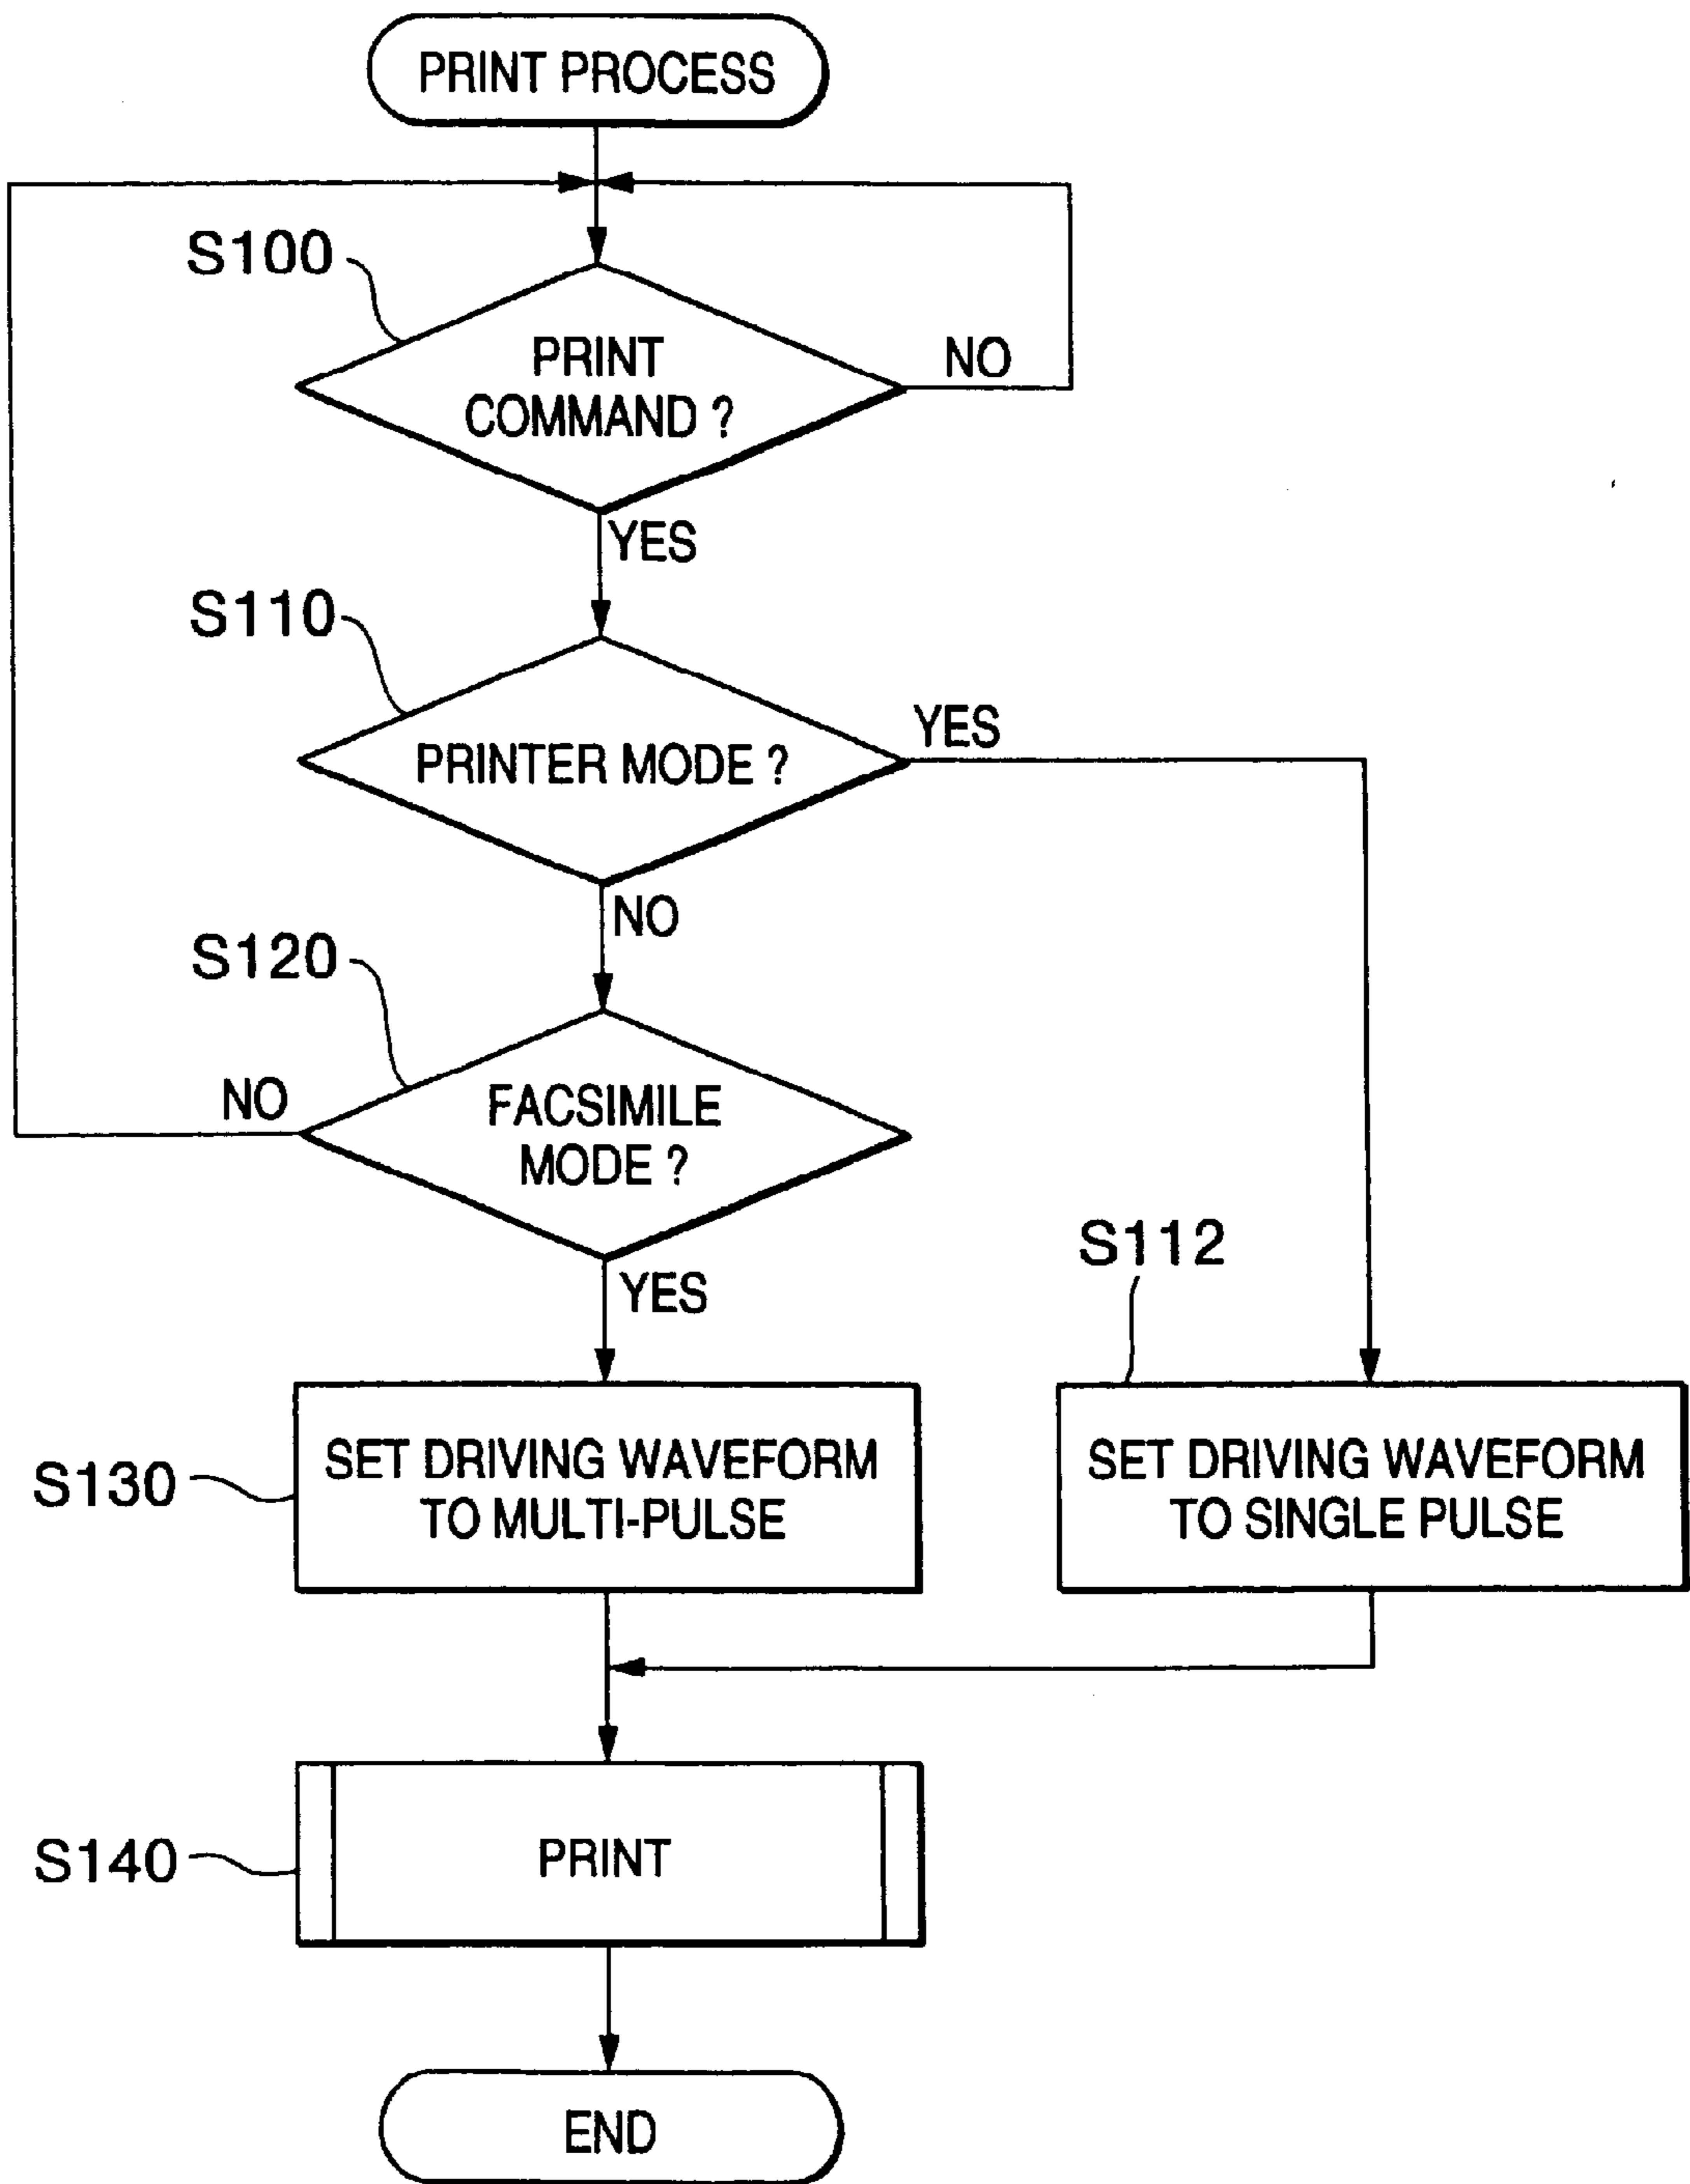 PRINT PROCESS
S100
PRINT
COMMAND ?
NO
YES
S110
PRINTER MODE ?
YES
NO
S120
FACSIMILE
MODE ?
NO
YES
S112
S130
SET DRIVING WAVEFORM
TO MULTI-PULSE
SET DRIVING WAVEFORM
TO SINGLE PULSE
S140
PRINT
END